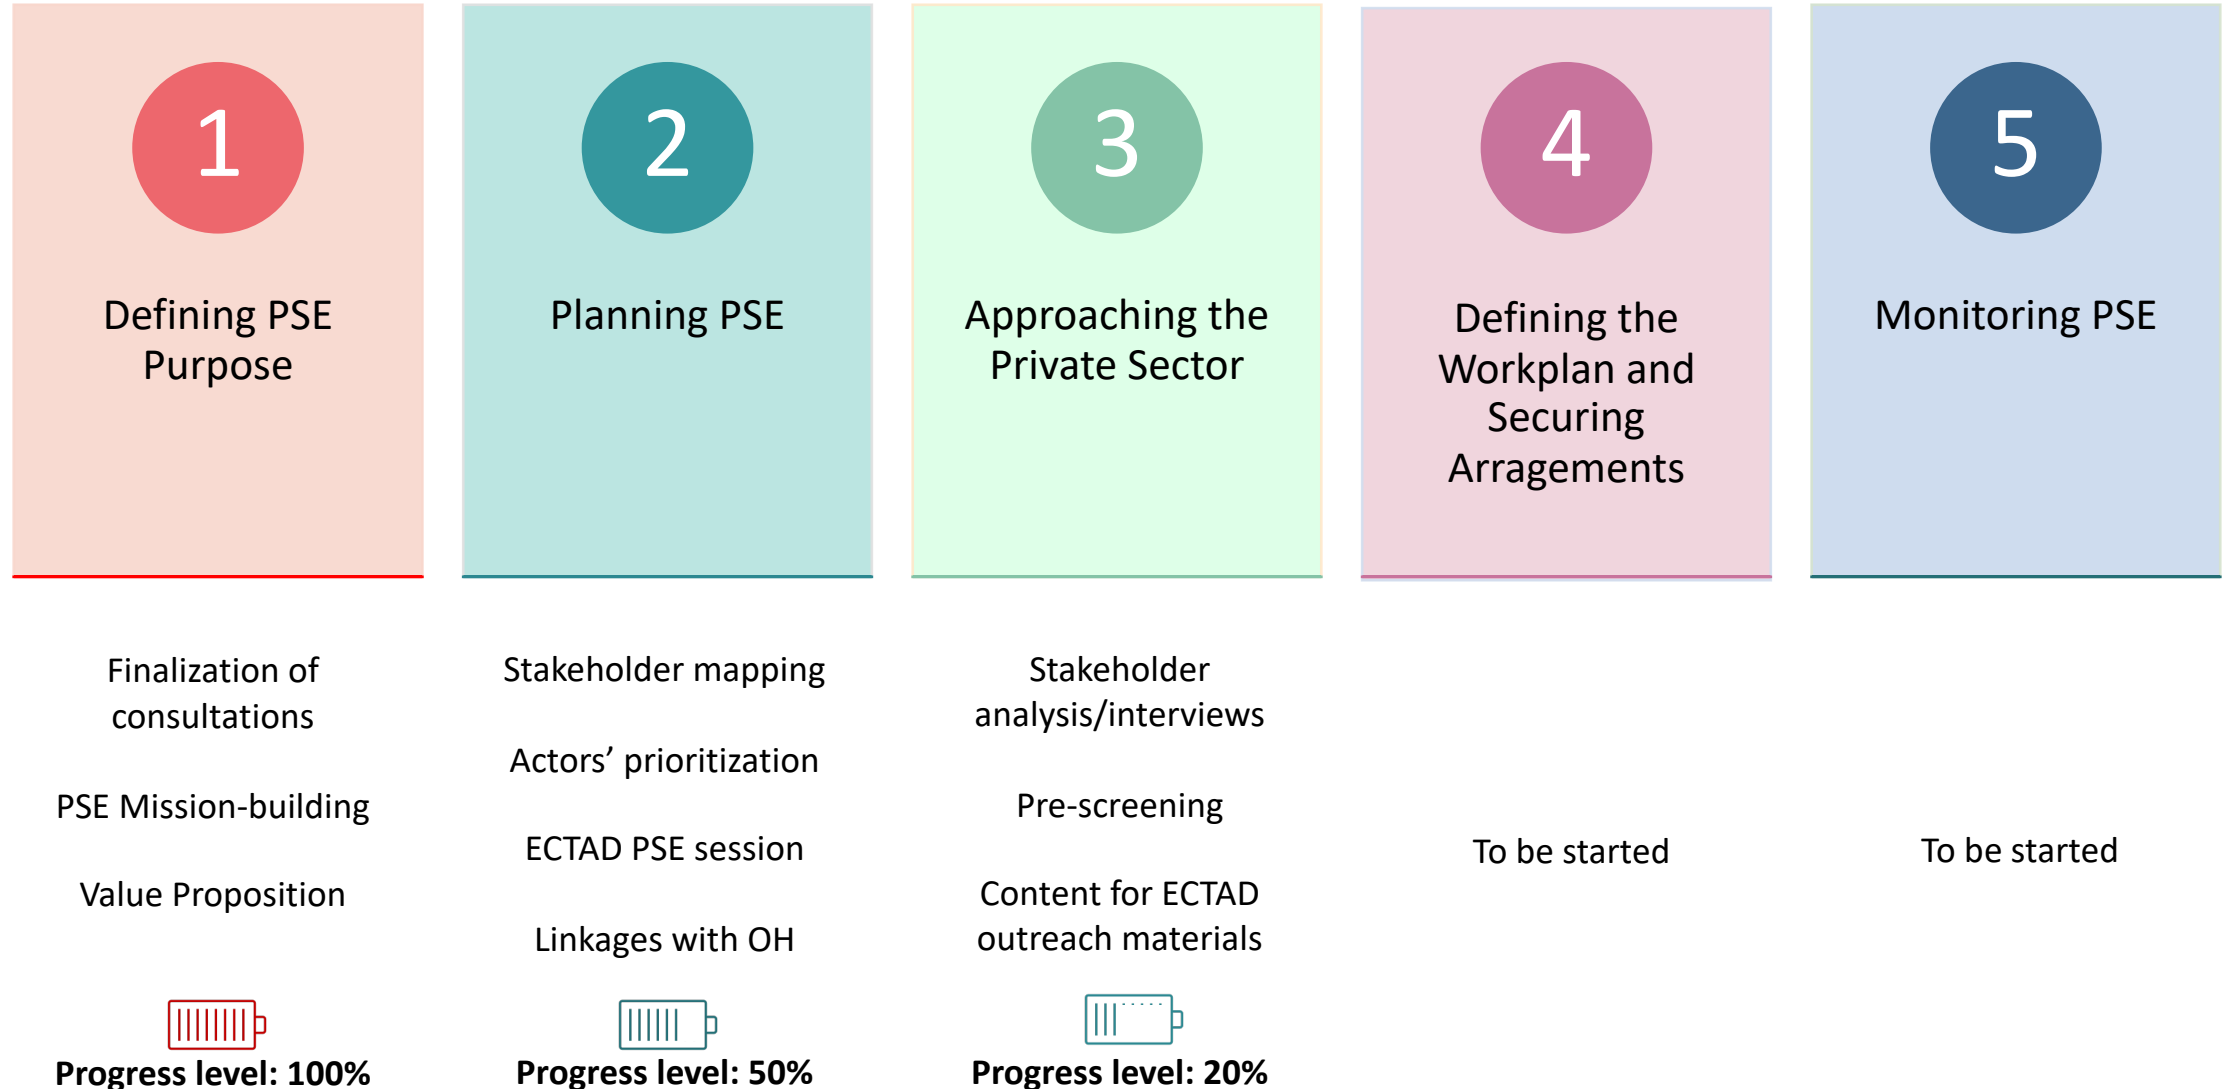 1
Defining PSE
Purpose
Finalization of
consultations
PSE Mission-building
Value Proposition
Progress level: 100%
2
Planning PSE
Stakeholder mapping
Actors’ prioritization
ECTAD PSE session
Linkages with OH
Progress level: 50%
3
Approaching the
Private Sector
Stakeholder
analysis/interviews
Pre-screening
Content for ECTAD
outreach materials
Progress level: 20%
4
Defining the
Workplan and
Securing
Arragements
To be started
5
Monitoring PSE
To be started